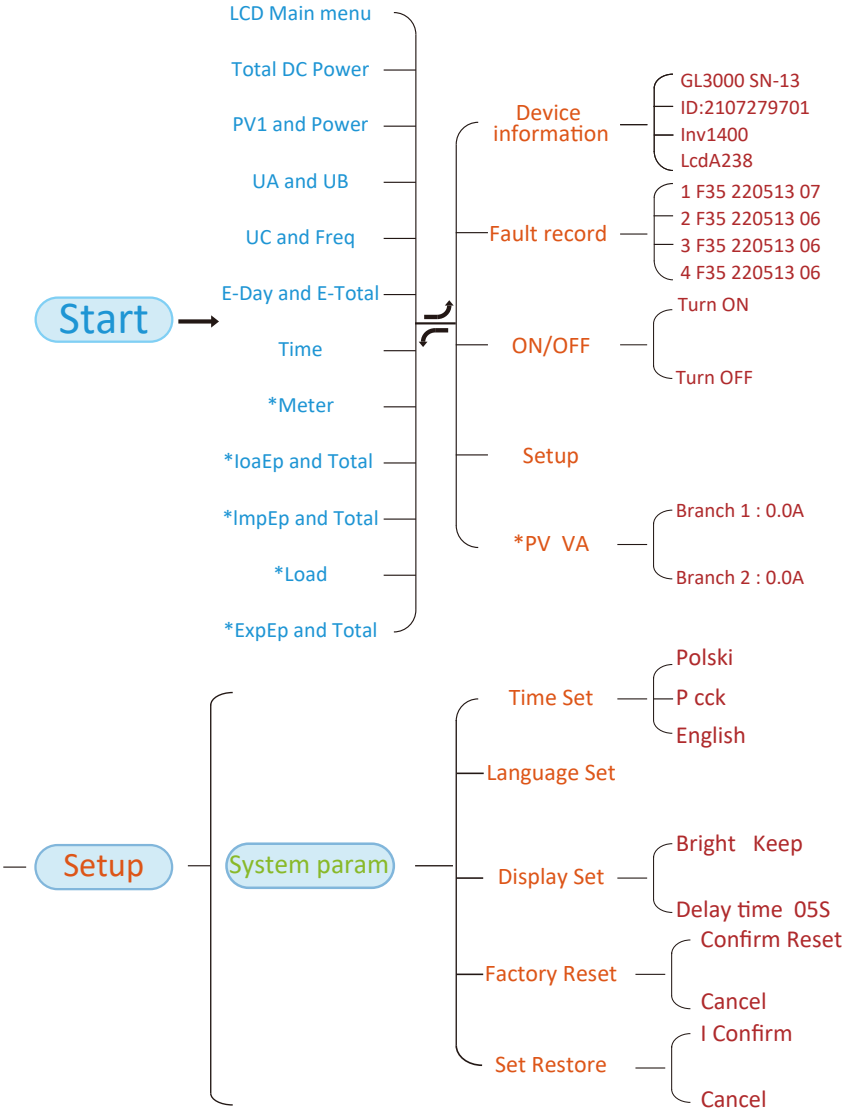 LCD Main menu
Total DC Power
PV1 and Power
UA and UB
UC and Freq
E-Day and E-Total
Start
Time
*Meter
*IoaEp and Total
*ImpEp and Total
*Load
*ExpEp and Total
Device
information
GL3000 SN-13
ID:2107279701
Inv1400
LcdA238
Fault record
1 F35 220513 07
2 F35 220513 06
3 F35 220513 06
4 F35 220513 06
ON/OFF
Turn ON
Turn OFF
Setup
*PV VA
Branch 1 : 0.0A
Branch 2 : 0.0A
Setup
System param
Time Set
Polski
P cck
English
Language Set
Display Set
Bright Keep
Delay time 05S
Factory Reset
Confirm Reset
Cancel
Set Restore
I Confirm
Cancel